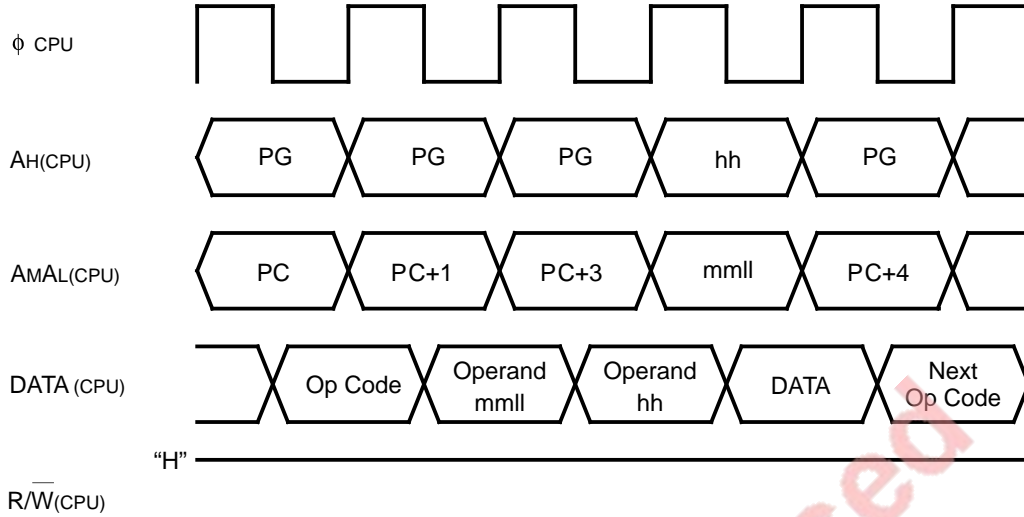 ϕ CPU
AH(CPU) PG PG PG hh PG
AMAL(CPU) PC PC+1 PC+3 mmll PC+4
DATA (CPU) Op Code Operand mmll Operand hh DATA Next Op Code
“H”
R/W̅(CPU)